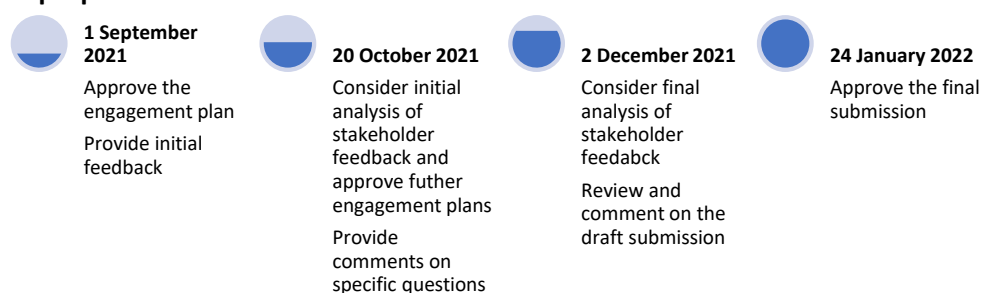 1 September
2021
Approve the
engagement plan
Provide initial
feedback
20 October 2021
Consider initial
analysis of
stakeholder
feedback and
approve futher
engagement plans
Provide
comments on
specific questions
2 December 2021
Consider final
analysis of
stakeholder
feedabck
Review and
comment on the
draft submission
24 January 2022
Approve the final
submission